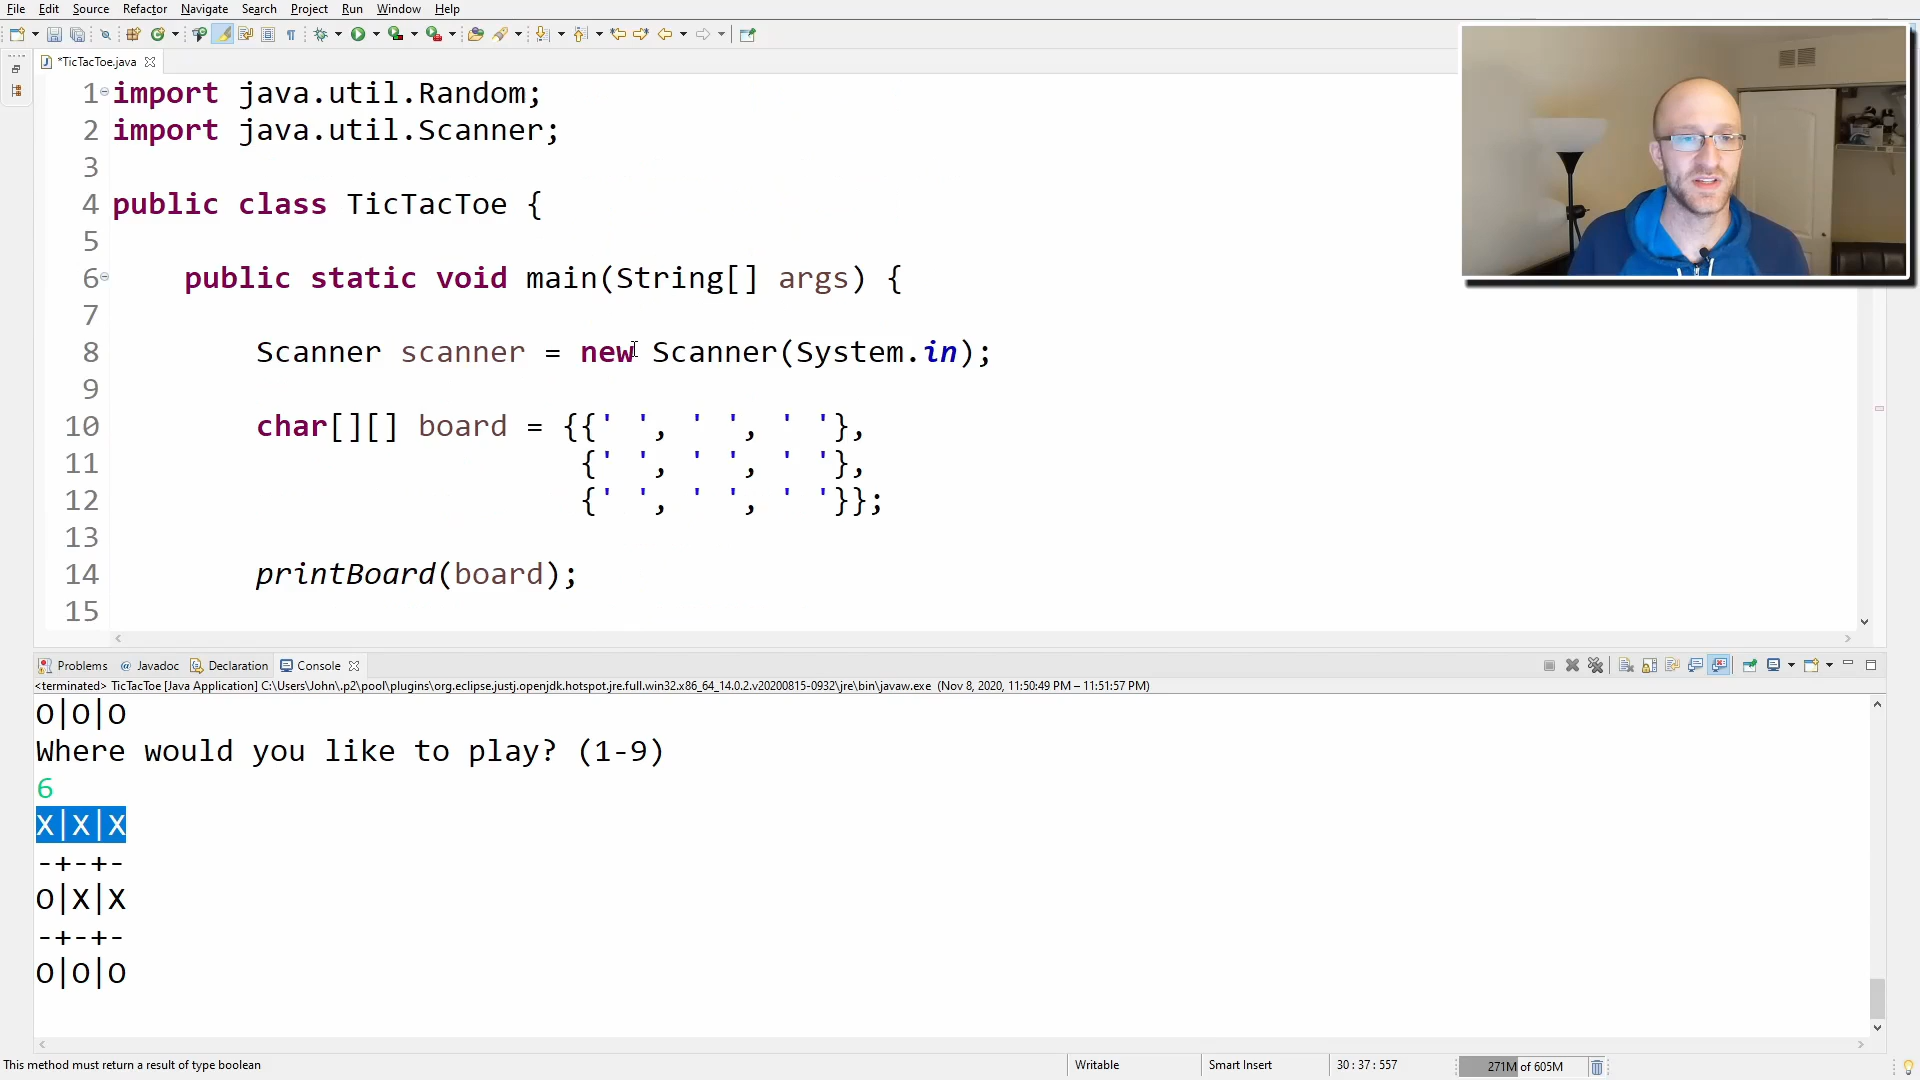 File Edit Source Refactor Navigate Search Project Run Window Help
*TicTacToe.java
1 import java.util.Random;
2 import java.util.Scanner;
3
4 public class TicTacToe {
5
6 public static void main(String[] args) {
7
8 Scanner scanner = new Scanner(System.in);
9
10 char[][] board = {{' ', ' ', ' '},
11 {' ', ' ', ' '},
12 {' ', ' ', ' '}};
13
14 printBoard(board);
15
Problems Javadoc Declaration Console
<terminated> TicTacToe [Java Application] C:\Users\John\.p2\pool\plugins\org.eclipse.justj.openjdk.hotspot.jre.full.win32.x86_64_14.0.2.v20200815-0932\jre\bin\javaw.exe (Nov 8, 2020, 11:50:49 PM – 11:51:57 PM)
O|O|O
Where would you like to play? (1-9)
6
X|X|X
-+-+-
O|X|X
-+-+-
O|O|O
This method must return a result of type boolean Writable Smart Insert 30 : 37 : 557 271M of 605M